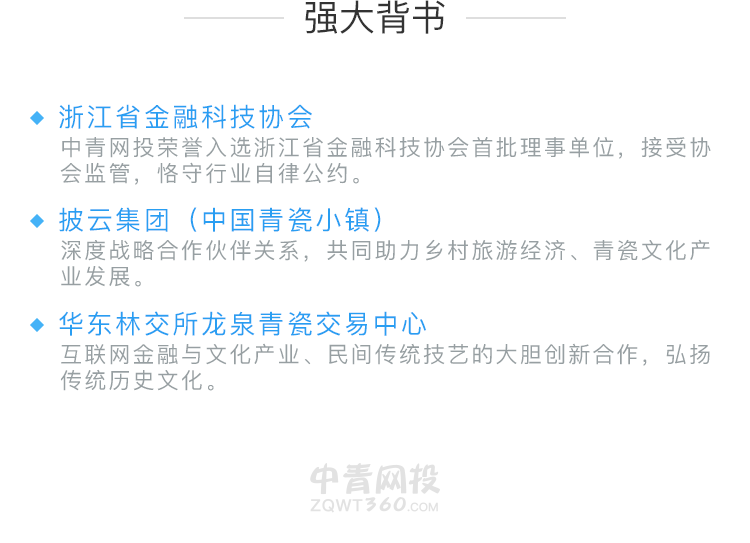 强大背书
浙江省金融科技协会
中青网投荣誉入选浙江省金融科技协会首批理事单位，接受协
会监管，恪守行业自律公约。
披云集团（中国青瓷小镇）
深度战略合作伙伴关系，共同助力乡村旅游经济、青瓷文化产
业发展。
华东林交所龙泉青瓷交易中心
互联网金融与文化产业、民间传统技艺的大胆创新合作，弘扬
传统历史文化。
中青网投
ZQWT360.COM